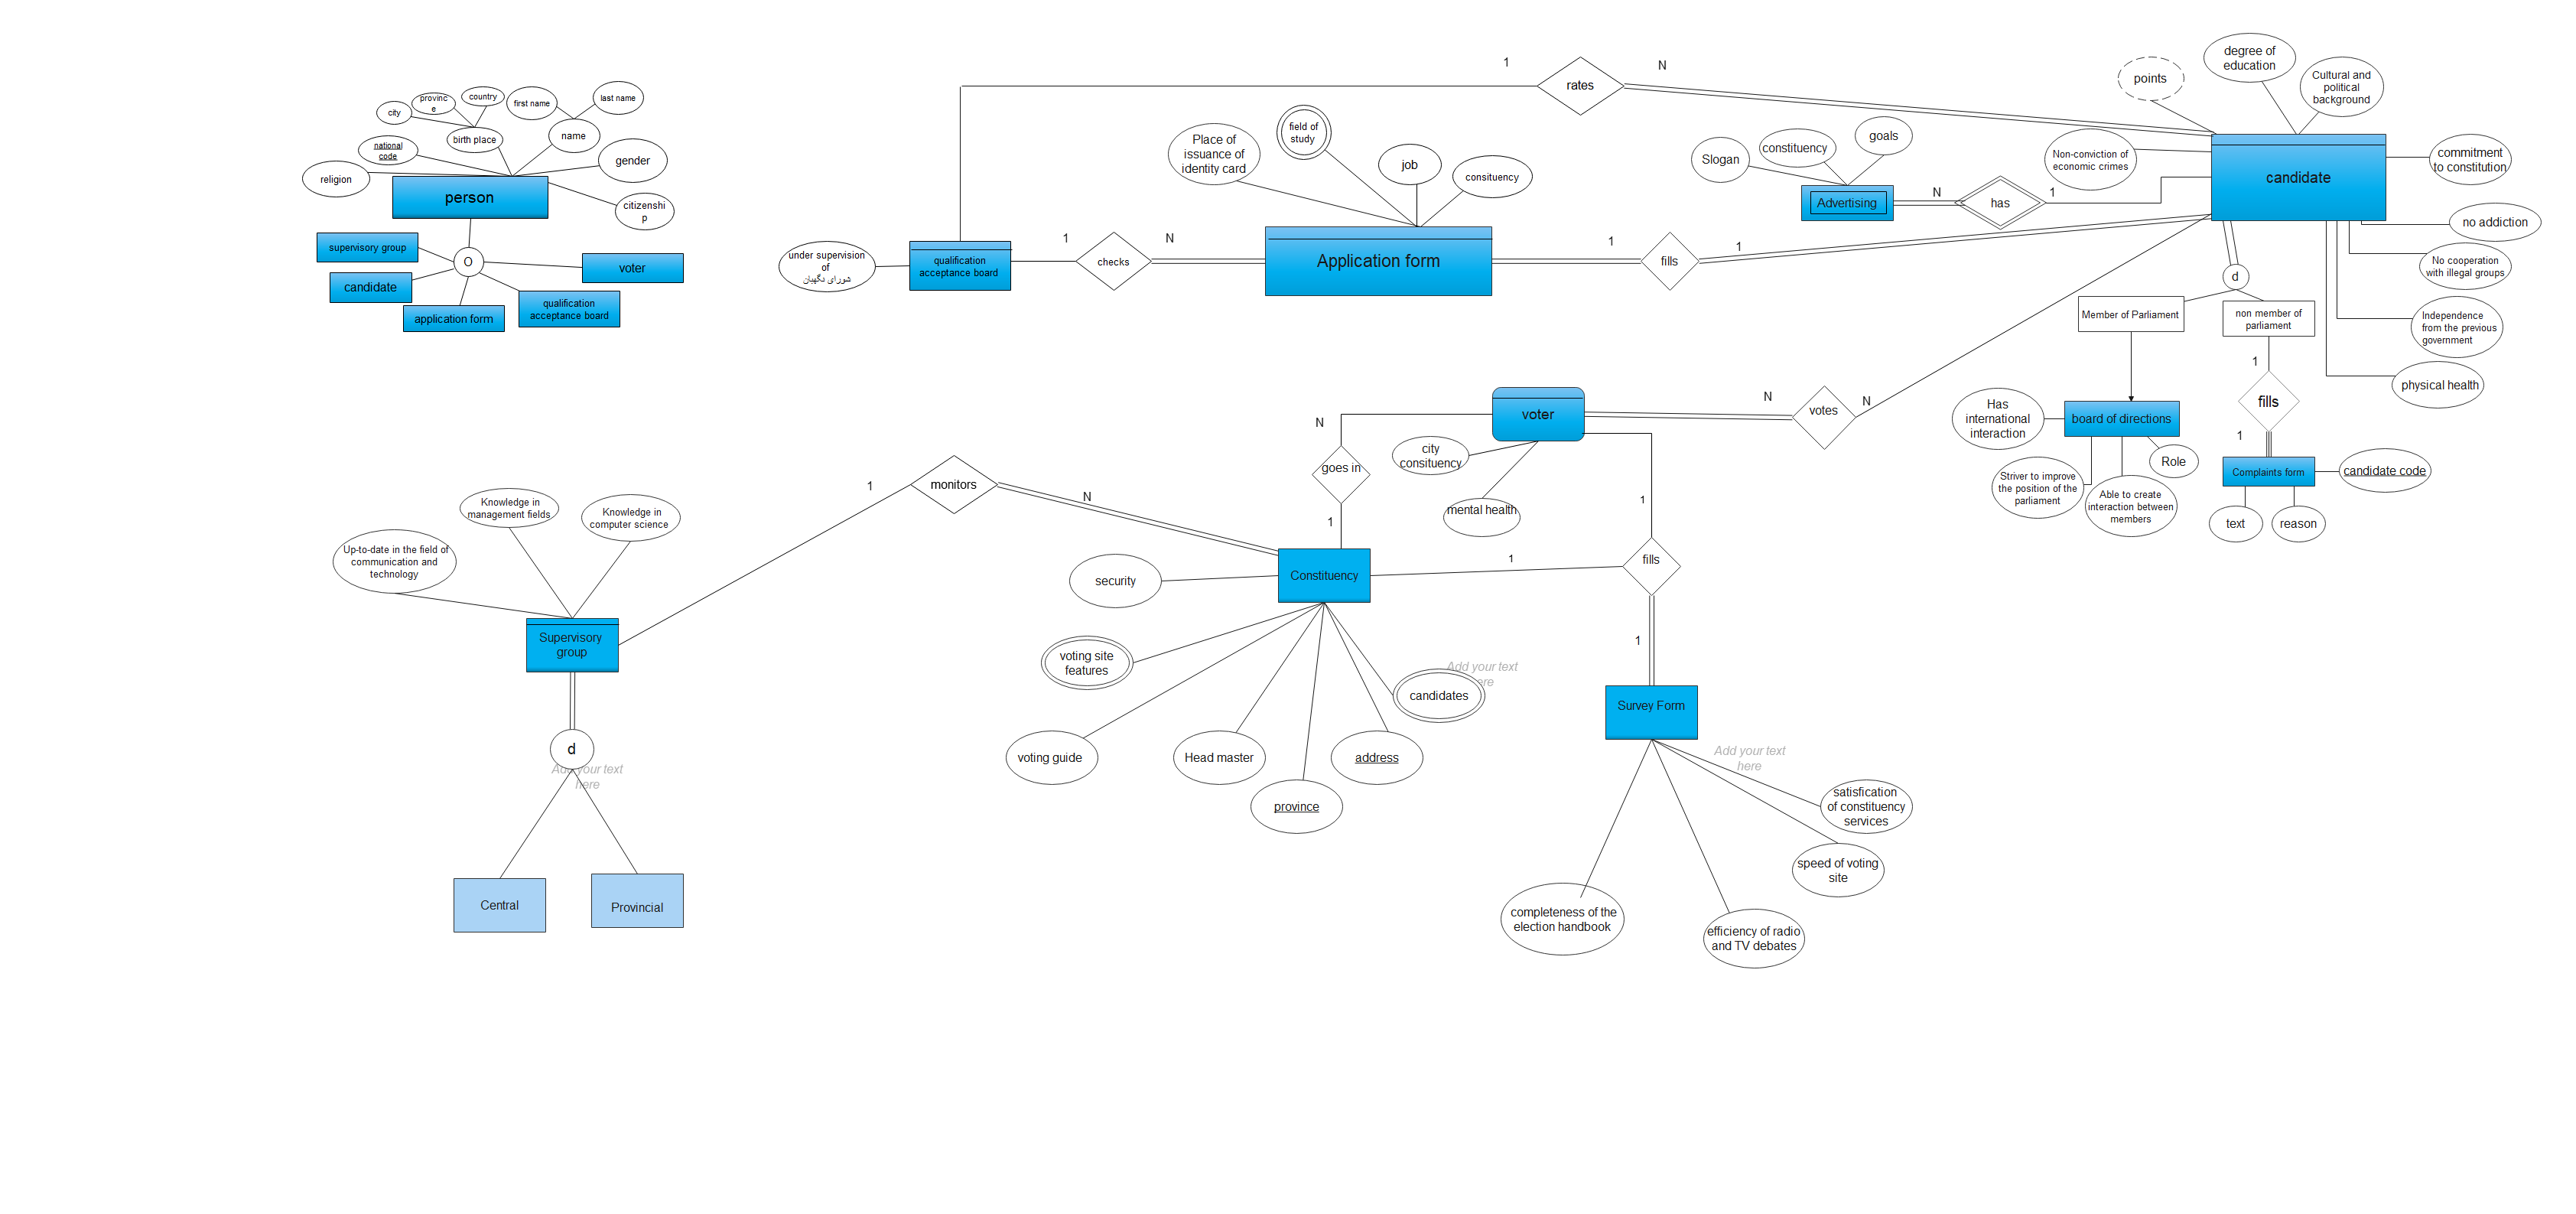 degree of
education
points
Cultural and
political
background
1
N
rates
city
provinc
e
country
first name
last name
birth place
name
national
code
gender
religion
person
citizenshi
p
supervisory group
O
voter
candidate
application form
qualification
acceptance board
Place of
issuance of
identity card
field of
study
job
consituency
Slogan
constituency
goals
Non-conviction of
economic crimes
candidate
commitment
to constitution
Advertising
N
has
1
no addiction
under supervision
of
شورای دگهبان
qualification
acceptance board
1
checks
N
Application form
1
fills
1
No cooperation
with illegal groups
d
Member of Parliament
non member of
parliament
Independence
from the previous
government
1
physical health
fills
1
Has
international
interaction
board of directions
Role
Striver to improve
the position of the
parliament
Able to create
interaction between
members
Complaints form
candidate code
text
reason
voter
N
votes
N
N
goes in
1
city
consituency
mental health
1
1
fills
1
monitors
1
N
Knowledge in
management fields
Knowledge in
computer science
Up-to-date in the field of
communication and
technology
Supervisory
group
d
Add your text
here
Central
Provincial
security
Constituency
voting site
features
Add your text
here
candidates
voting guide
Head master
address
province
Survey Form
Add your text
here
satisfication
of constituency
services
speed of voting
site
completeness of the
election handbook
efficiency of radio
and TV debates